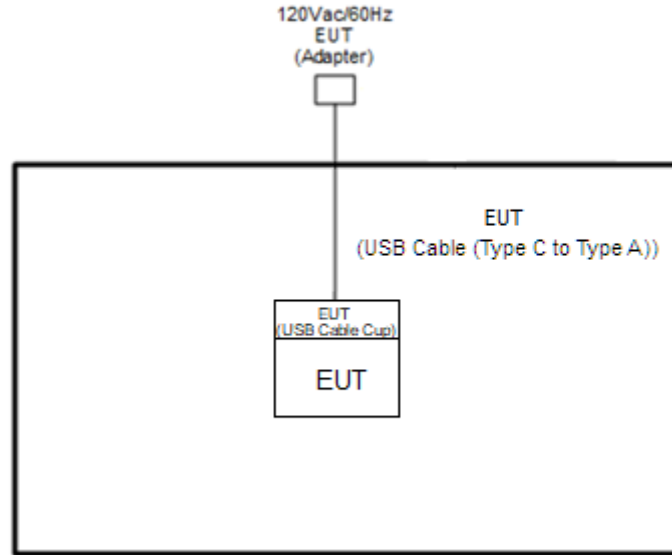 120Vac/60Hz
EUT
(Adapter)
EUT
(USB Cable (Type C to Type A))
EUT
(USB Cable Cup)
EUT